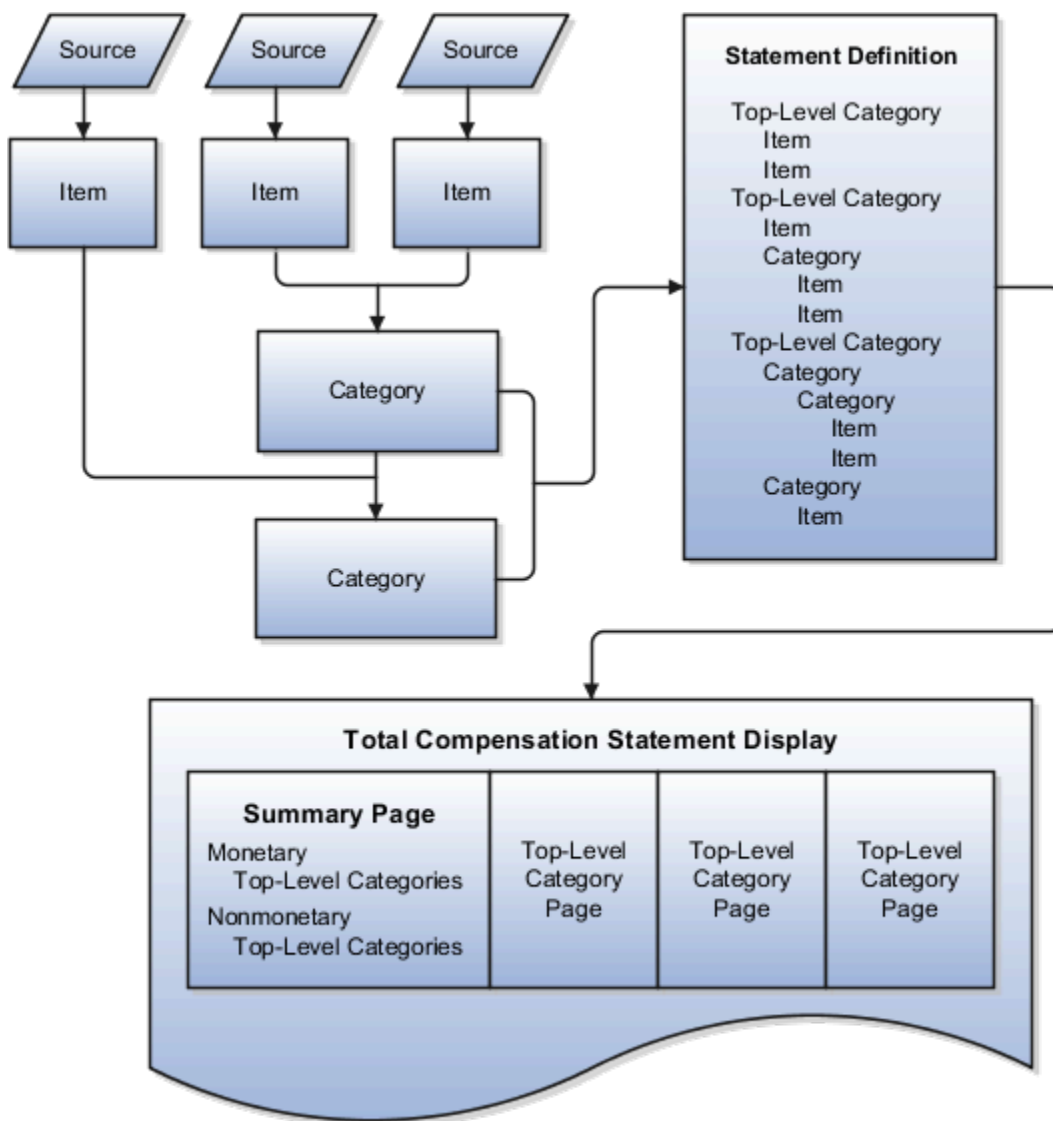 Source
Source
Source
Item
Item
Item
Category
Category
Statement Definition
Top-Level Category
Item
Item
Top-Level Category
Item
Category
Item
Item
Top-Level Category
Category
Category
Item
Item
Category
Item
Total Compensation Statement Display
Summary Page
Monetary
Top-Level Categories
Nonmonetary
Top-Level Categories
Top-Level
Category
Page
Top-Level
Category
Page
Top-Level
Category
Page